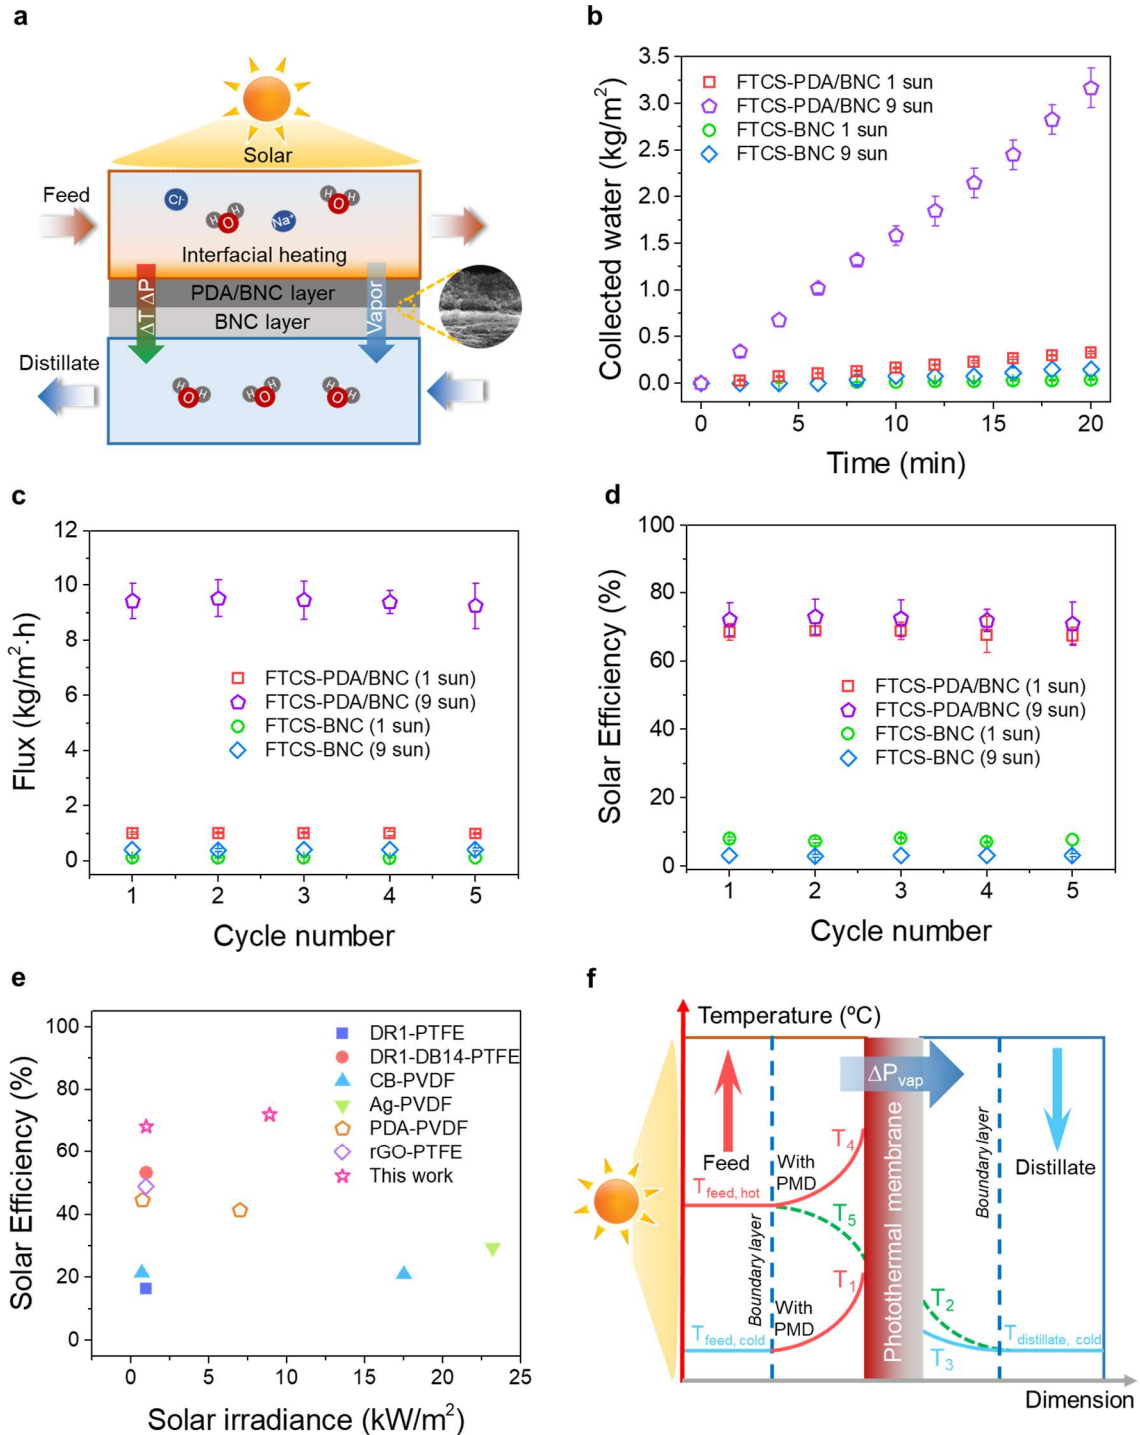 a
Solar
Feed
Cl-
H
H
O
Na+
H
H
O
Interfacial heating
PDA/BNC layer
BNC layer
ΔT ΔP
Vapor
Distillate
H
H
O
H
H
O
H
H
O
b
Collected water (kg/m2)
3.5
3.0
2.5
2.0
1.5
1.0
0.5
0.0
FTCS-PDA/BNC 1 sun
FTCS-PDA/BNC 9 sun
FTCS-BNC 1 sun
FTCS-BNC 9 sun
0 5 10 15 20
Time (min)
c
Flux (kg/m2·h)
12
10
8
6
4
2
0
FTCS-PDA/BNC (1 sun)
FTCS-PDA/BNC (9 sun)
FTCS-BNC (1 sun)
FTCS-BNC (9 sun)
1 2 3 4 5
Cycle number
d
Solar Efficiency (%)
100
80
60
40
20
0
FTCS-PDA/BNC (1 sun)
FTCS-PDA/BNC (9 sun)
FTCS-BNC (1 sun)
FTCS-BNC (9 sun)
1 2 3 4 5
Cycle number
e
Solar Efficiency (%)
100
80
60
40
20
0
DR1-PTFE
DR1-DB14-PTFE
CB-PVDF
Ag-PVDF
PDA-PVDF
rGO-PTFE
This work
0 5 10 15 20 25
Solar irradiance (kW/m2)
f
Temperature (ºC)
ΔPvap
Feed
With
PMD
T4
Tfeed, hot
T5
Boundary layer
T1
With
PMD
Tfeed, cold
Photothermal membrane
Boundary layer
Distillate
T2
T3
Tdistillate, cold
Dimension